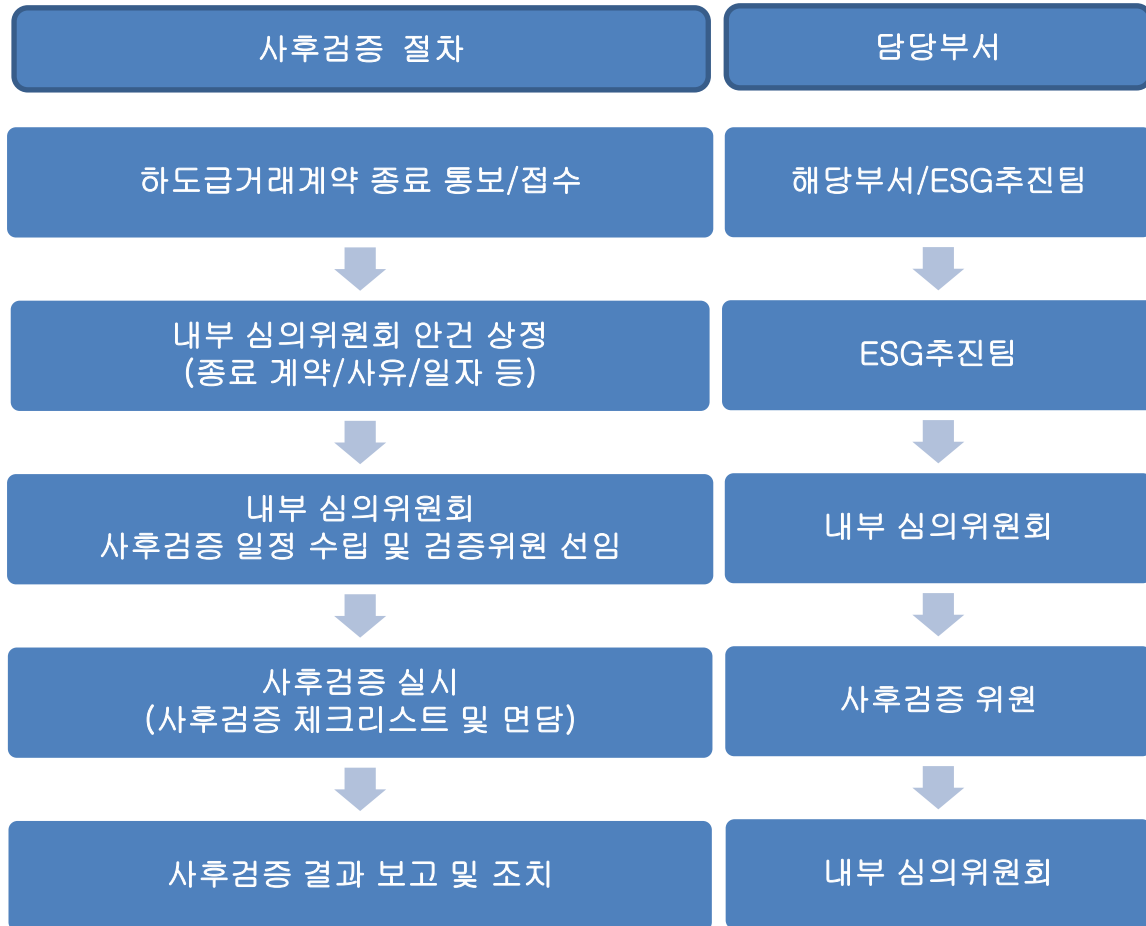 사후검증 절차
담당부서
하도급거래계약 종료 통보/접수
해당부서/ESG추진팀
내부 심의위원회 안건 상정
(종료 계약/사유/일자 등)
ESG추진팀
내부 심의위원회
사후검증 일정 수립 및 검증위원 선임
내부 심의위원회
사후검증 실시
(사후검증 체크리스트 및 면담)
사후검증 위원
사후검증 결과 보고 및 조치
내부 심의위원회